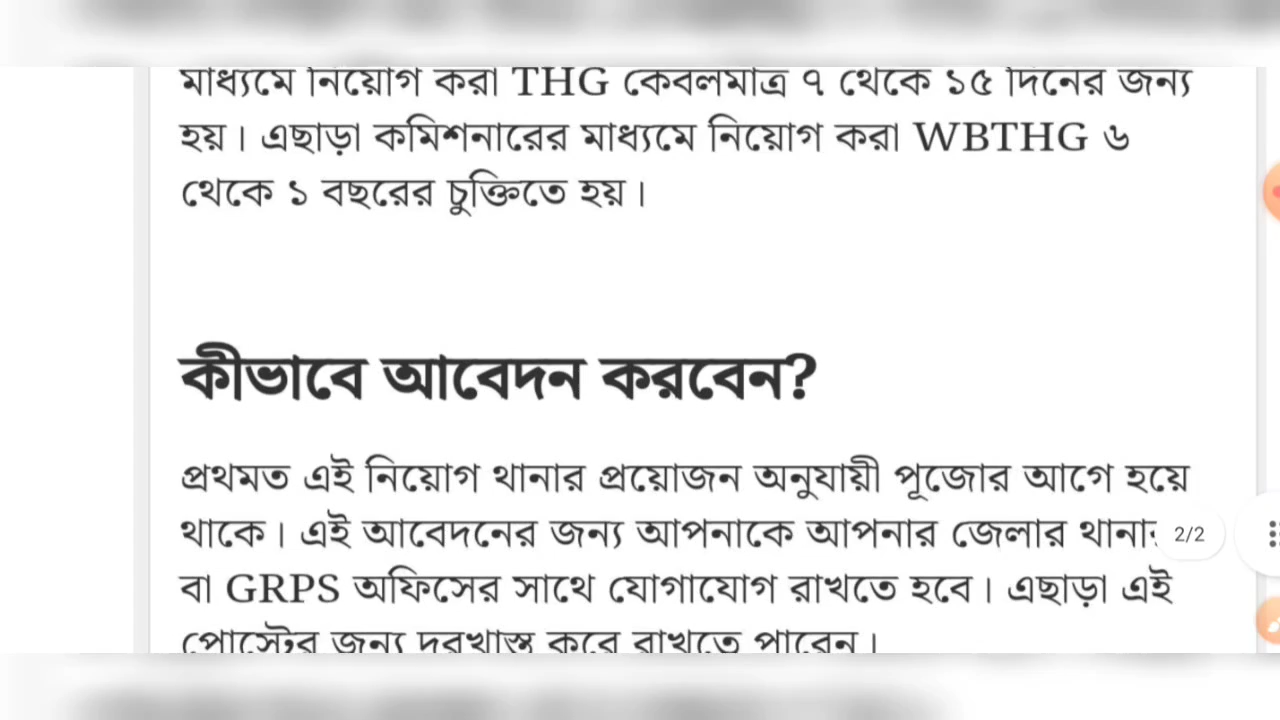 মাধ্যমে নিয়োগ করা THG কেবলমাত্র ৭ থেকে ১৫ দিনের জন্য
হয়। এছাড়া কমিশনারের মাধ্যমে নিয়োগ করা WBTHG ৬
থেকে ১ বছরের চুক্তিতে হয়।
কীভাবে আবেদন করবেন?
প্রথমত এই নিয়োগ থানার প্রয়োজন অনুযায়ী পূজোর আগে হয়ে
থাকে। এই আবেদনের জন্য আপনাকে আপনার জেলার
2/2
বা GRPS অফিসের সাথে যোগাযোগ রাখতে হবে। এছাড়া এই
পোস্টের জন্য দরখাস্ত করে রাখতে পারেন।